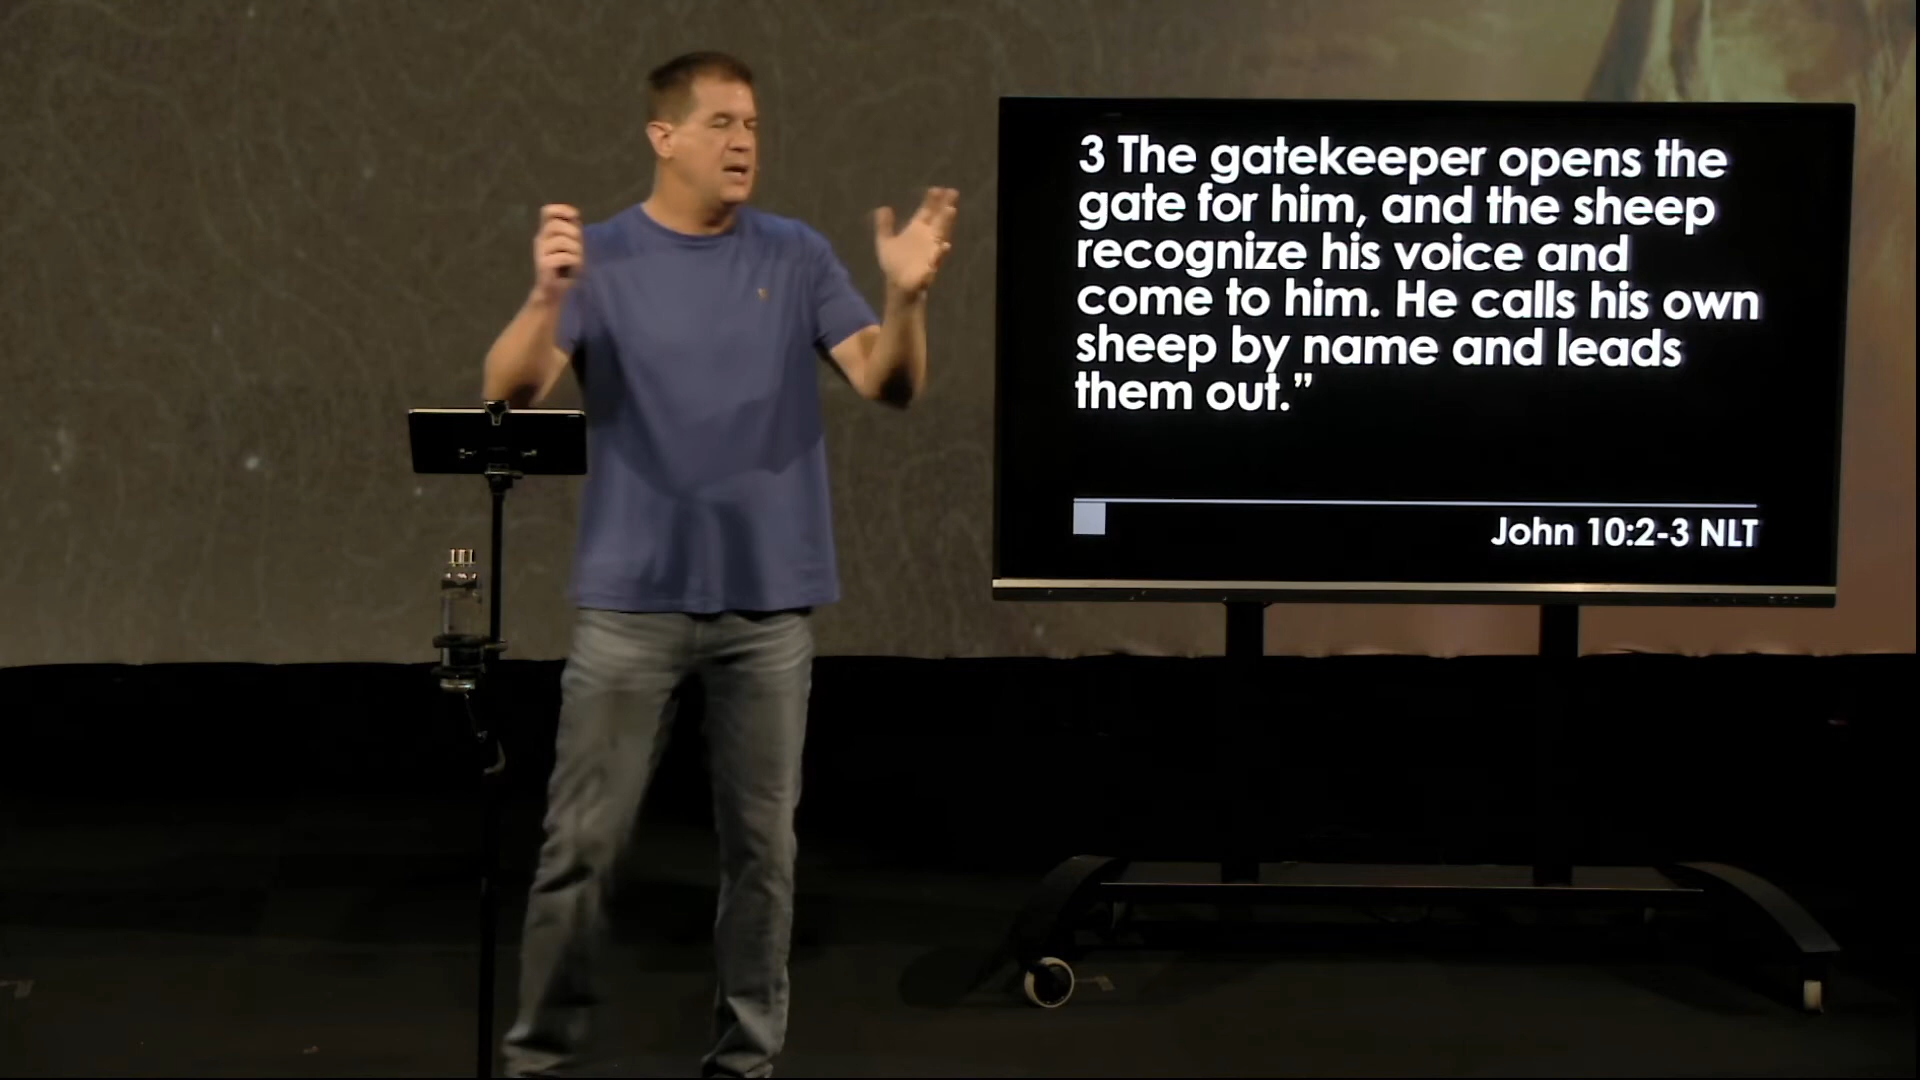 3 The gatekeeper opens the
gate for him, and the sheep
recognize his voice and
come to him. He calls his own
sheep by name and leads
them out.”
John 10:2-3 NLT